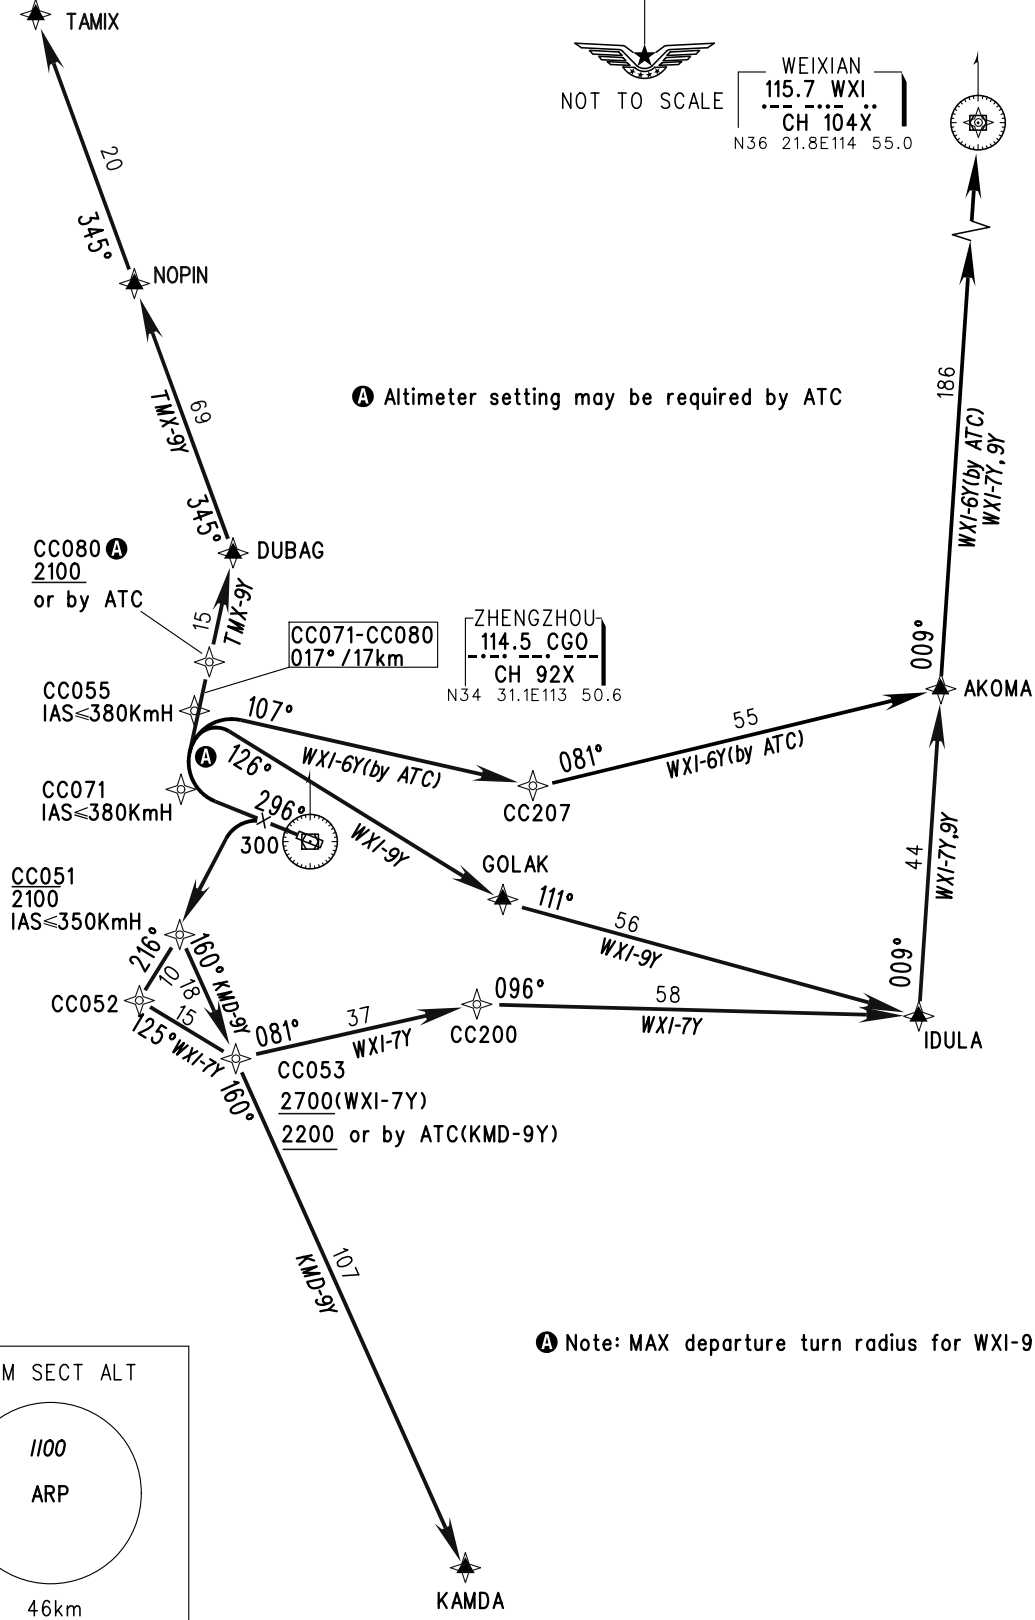 TAMIX
NOT TO SCALE
WEIXIAN
115.7 WXI
CH 104X
N36 21.8E114 55.0
20
345°
NOPIN
186
A Altimeter setting may be required by ATC
69
TMX-9Y
WXI-6Y(by ATC)
WXI-7Y,9Y
345°
DUBAG
CC080 A
2100
or by ATC
15
TMX-9Y
CC071-CC080
017°/17km
ZHENGZHOU
114.5 CGO
CH 92X
N34 31.1E113 50.6
009°
AKOMA
CC055
IAS≤380KmH
107°
55
WXI-6Y(by ATC)
081°
WXI-6Y(by ATC)
A
126°
CC071
IAS≤380KmH
296°
CC207
300
WXI-9Y
GOLAK
44
WXI-7Y,9Y
CC051
2100
IAS≤350KmH
111°
56
WXI-9Y
216°
10
160°
18
KMD-9Y
009°
CC052
15
125°
WXI-7Y
081°
37
WXI-7Y
096°
CC200
58
WXI-7Y
IDULA
CC053
160°
2700(WXI-7Y)
2200 or by ATC(KMD-9Y)
107
KMD-9Y
A Note: MAX departure turn radius for WXI-9
M SECT ALT
1100
ARP
46km
KAMDA